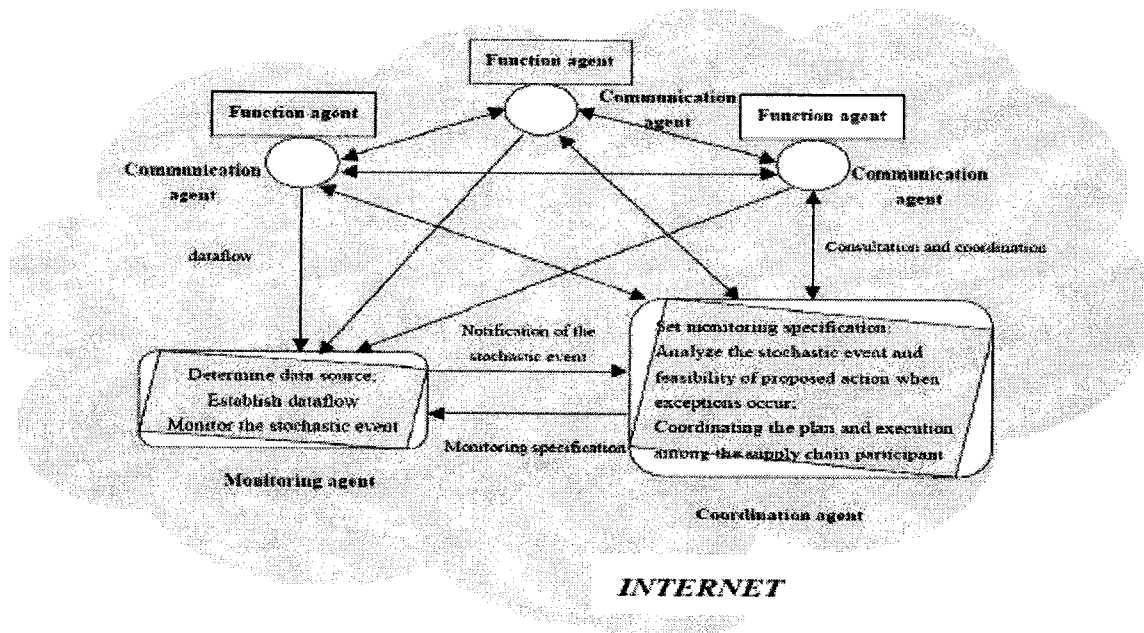 Function agent
Communication
agent
Function agent
Function agent
Communication
agent
Communication
agent
dataflow
Consultation and coordination
Notification of the
stochastic event
Set monitoring specification;
Analyze the stochastic event and
feasibility of proposed action when
exceptions occur;
Coordinating the plan and execution
among the supply chain participant
Determine data source;
Establish dataflow
Monitor the stochastic event
Monitoring specification
Monitoring agent
Coordination agent
INTERNET